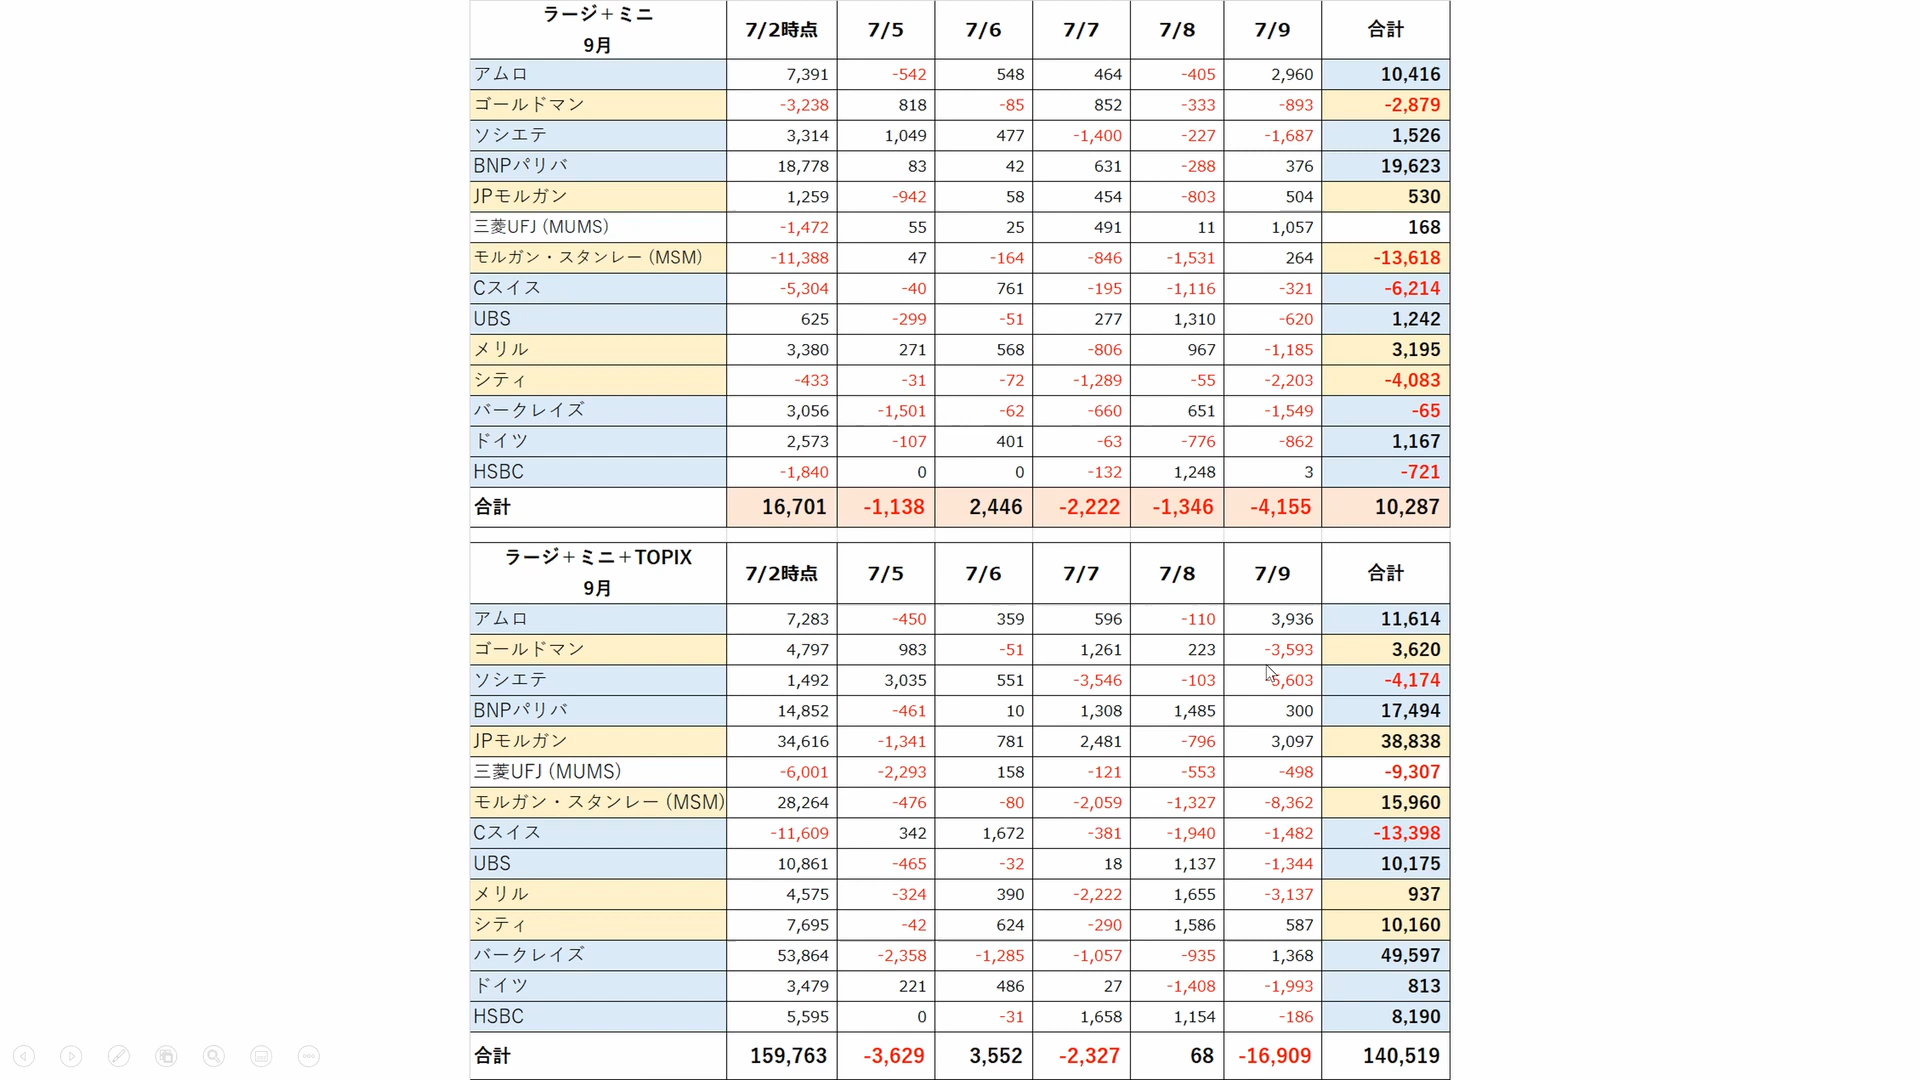 ラージ＋ミニ
9月 7/2時点 7/5 7/6 7/7 7/8 7/9 合計
アムロ 7,391 -542 548 464 -405 2,960 10,416
ゴールドマン -3,238 818 -85 852 -333 -893 -2,879
ソシエテ 3,314 1,049 477 -1,400 -227 -1,687 1,526
BNPパリバ 18,778 83 42 631 -288 376 19,623
JPモルガン 1,259 -942 58 454 -803 504 530
三菱UFJ (MUMS) -1,472 55 25 491 11 1,057 168
モルガン・スタンレー (MSM) -11,388 47 -164 -846 -1,531 264 -13,618
Cスイス -5,304 -40 761 -195 -1,116 -321 -6,214
UBS 625 -299 -51 277 1,310 -620 1,242
メリル 3,380 271 568 -806 967 -1,185 3,195
シティ -433 -31 -72 -1,289 -55 -2,203 -4,083
バークレイズ 3,056 -1,501 -62 -660 651 -1,549 -65
ドイツ 2,573 -107 401 -63 -776 -862 1,167
HSBC -1,840 0 0 -132 1,248 3 -721
合計 16,701 -1,138 2,446 -2,222 -1,346 -4,155 10,287
ラージ＋ミニ＋TOPIX
9月 7/2時点 7/5 7/6 7/7 7/8 7/9 合計
アムロ 7,283 -450 359 596 -110 3,936 11,614
ゴールドマン 4,797 983 -51 1,261 223 -3,593 3,620
ソシエテ 1,492 3,035 551 -3,546 -103 -5,603 -4,174
BNPパリバ 14,852 -461 10 1,308 1,485 300 17,494
JPモルガン 34,616 -1,341 781 2,481 -796 3,097 38,838
三菱UFJ (MUMS) -6,001 -2,293 158 -121 -553 -498 -9,307
モルガン・スタンレー (MSM) 28,264 -476 -80 -2,059 -1,327 -8,362 15,960
Cスイス -11,609 342 1,672 -381 -1,940 -1,482 -13,398
UBS 10,861 -465 -32 18 1,137 -1,344 10,175
メリル 4,575 -324 390 -2,222 1,655 -3,137 937
シティ 7,695 -42 624 -290 1,586 587 10,160
バークレイズ 53,864 -2,358 -1,285 -1,057 -935 1,368 49,597
ドイツ 3,479 221 486 27 -1,408 -1,993 813
HSBC 5,595 0 -31 1,658 1,154 -186 8,190
合計 159,763 -3,629 3,552 -2,327 68 -16,909 140,519